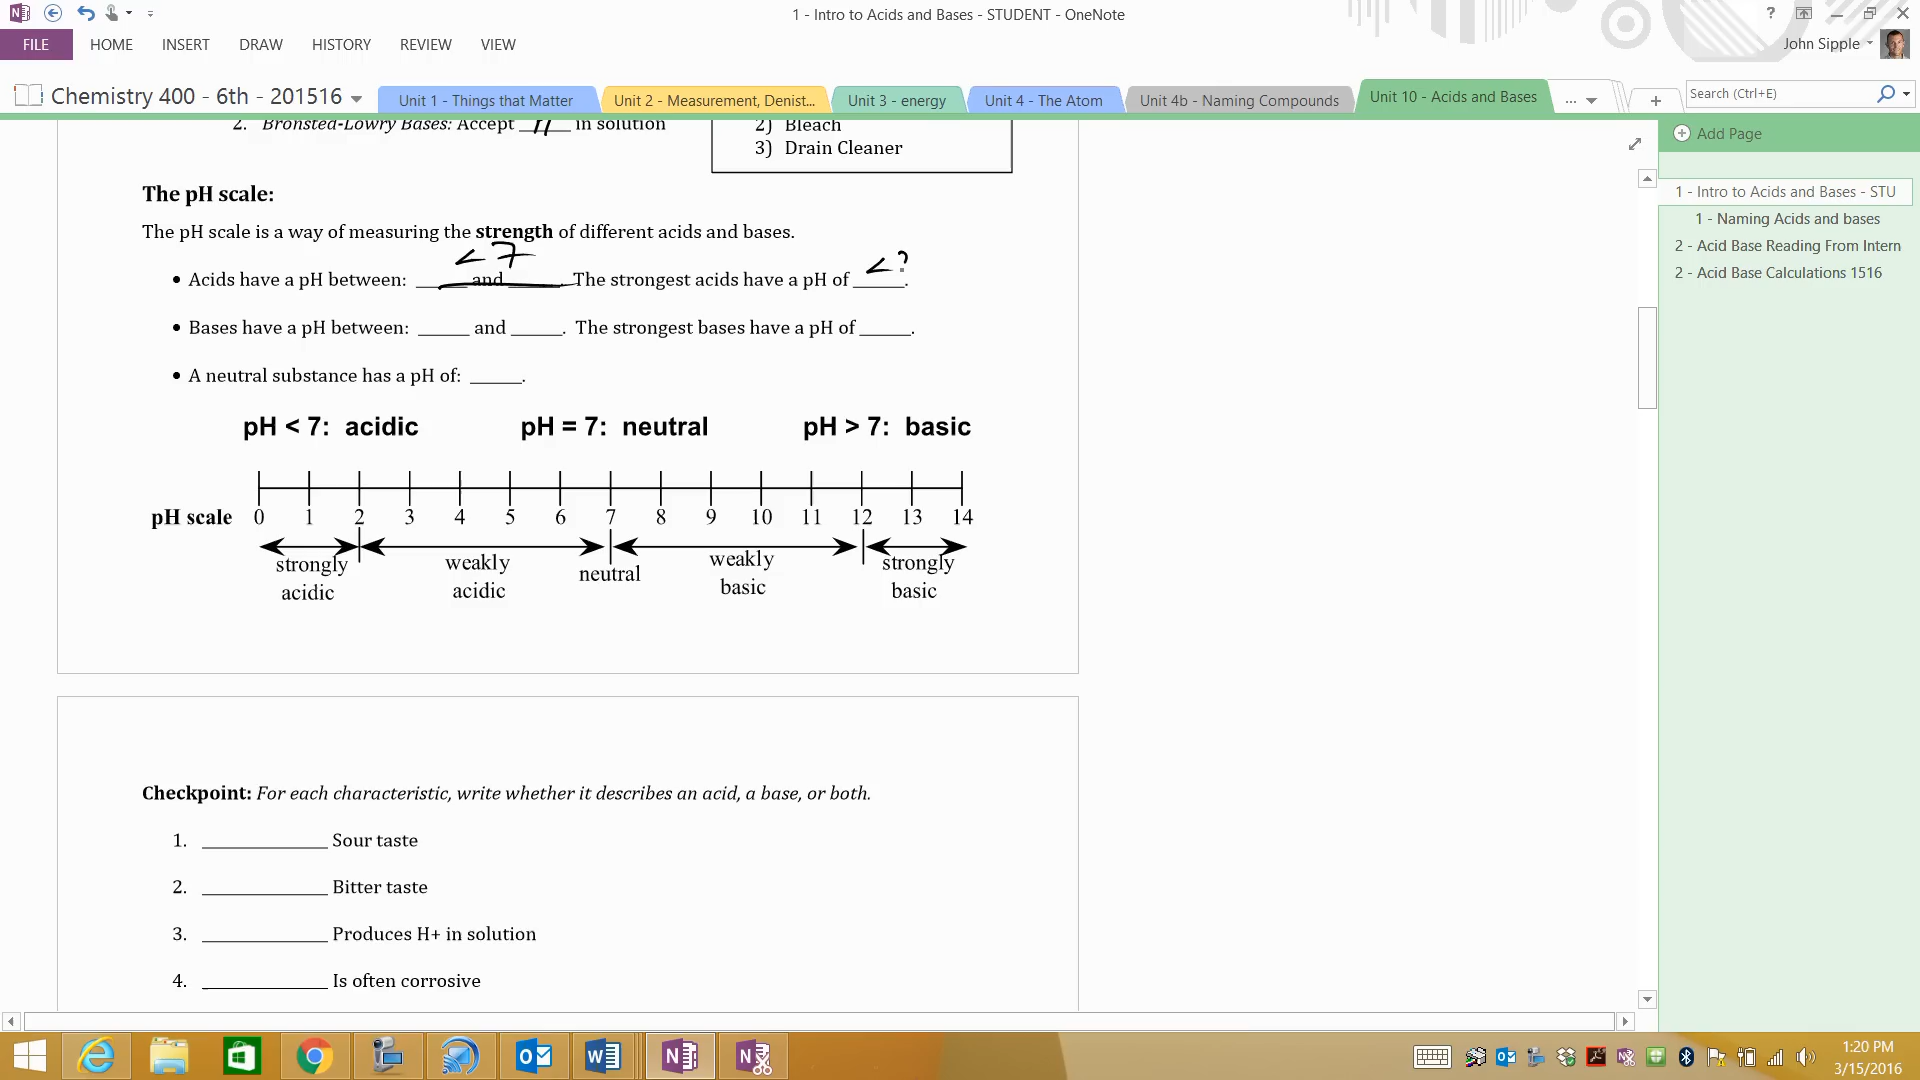 1 - Intro to Acids and Bases - STUDENT - OneNote
?
FILE HOME INSERT DRAW HISTORY REVIEW VIEW
John Sipple
Chemistry 400 - 6th - 201516
Unit 1 - Things that Matter
Unit 2 - Measurement, Denist...
Unit 3 - energy
Unit 4 - The Atom
Unit 4b - Naming Compounds
Unit 10 - Acids and Bases
...
Search (Ctrl+E)
Add Page
1 - Intro to Acids and Bases - STU
1 - Naming Acids and bases
2 - Acid Base Reading From Intern
2 - Acid Base Calculations 1516
2. Bronsted-Lowry Bases: Accept _____ in solution
2) Bleach
3) Drain Cleaner
The pH scale:
The pH scale is a way of measuring the strength of different acids and bases.
<7
<?
• Acids have a pH between: _____ and _____. The strongest acids have a pH of _____.
• Bases have a pH between: _____ and _____. The strongest bases have a pH of _____.
• A neutral substance has a pH of: _____.
pH < 7: acidic pH = 7: neutral pH > 7: basic
pH scale 0 1 2 3 4 5 6 7 8 9 10 11 12 13 14
strongly acidic
weakly acidic
neutral
weakly basic
strongly basic
Checkpoint: For each characteristic, write whether it describes an acid, a base, or both.
1. ____________ Sour taste
2. ____________ Bitter taste
3. ____________ Produces H+ in solution
4. ____________ Is often corrosive
1:20 PM
3/15/2016